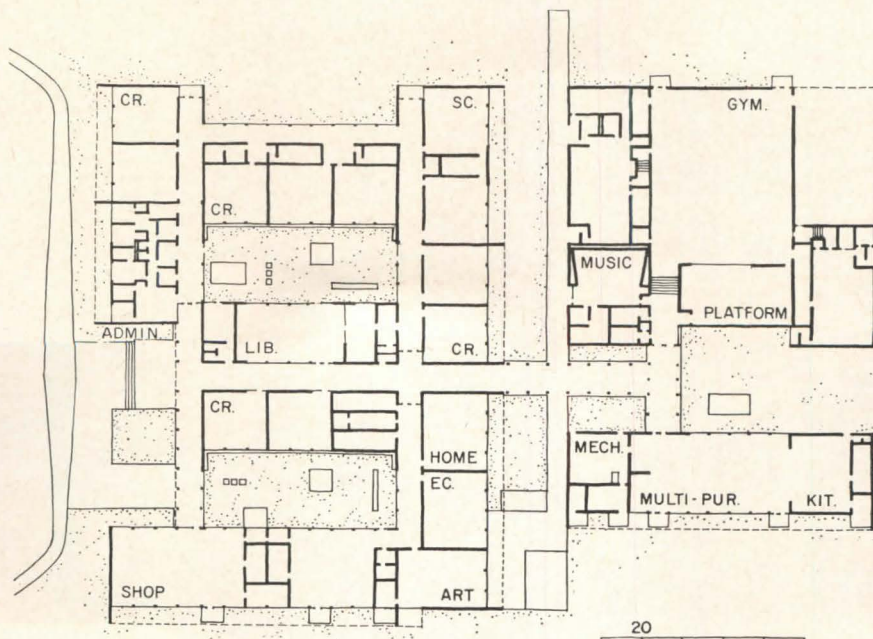 CR.
SC.
GYM.
CR.
MUSIC
PLATFORM
ADMIN.
LIB.
CR.
CR.
HOME
EC.
MECH.
MULTI-PUR.
KIT.
SHOP
ART
20